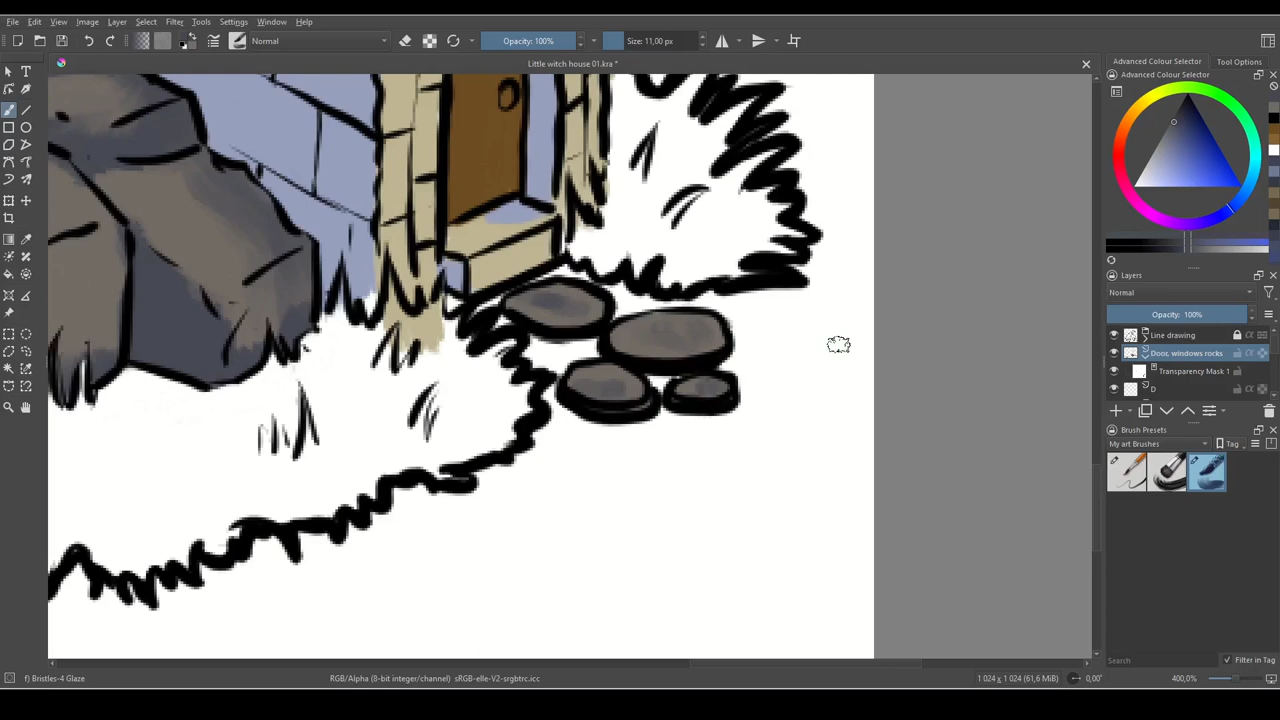 File Edit View Image Layer Select Filter Tools Settings Window Help
Normal Opacity: 100% Size: 11,00 px
Little witch house 01.kra *
Advanced Colour Selector Tool Options
Advanced Colour Selector
Layers
Normal
Opacity: 100%
Line drawing
Door, windows rocks
Transparency Mask 1
D
Brush Presets
My art Brushes Tag
Search Filter in Tag
f) Bristles-4 Glaze RGB/Alpha (8-bit integer/channel) sRGB-elle-V2-srgbtrc.icc 1 024 x 1 024 (61,6 MiB) 0,00° 400,0%